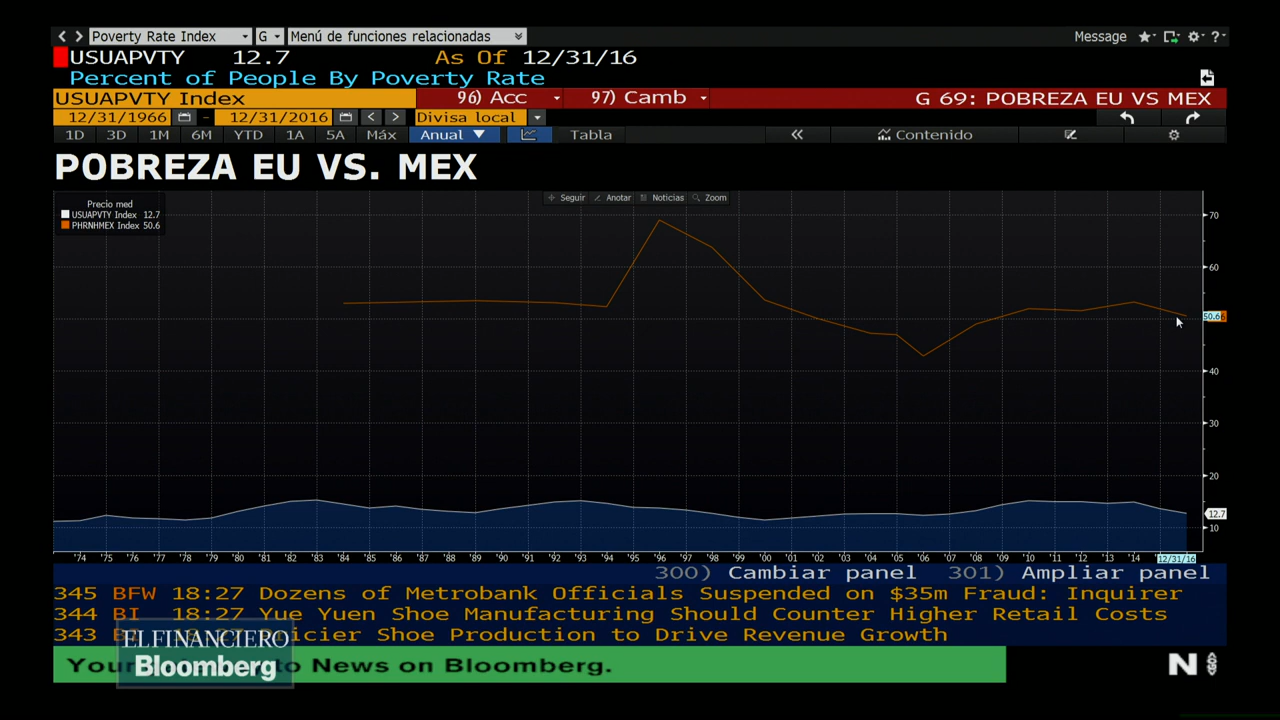 Poverty Rate Index G Menú de funciones relacionadas Message ?
USUAPVTY 12.7 As Of 12/31/16
Percent of People By Poverty Rate
USUAPVTY Index 96) Acc 97) Camb G 69: POBREZA EU VS MEX
12/31/1966 - 12/31/2016 Divisa local
1D 3D 1M 6M YTD 1A 5A Máx Anual Tabla Contenido
POBREZA EU VS. MEX
Seguir Anotar Noticias Zoom
Precio med
USUAPVTY Index 12.7
PHRNHMEX Index 50.6
70
60
50.66
40
30
20
12.7
10
'74 '75 '76 '77 '78 '79 '80 '81 '82 '83 '84 '85 '86 '87 '88 '89 '90 '91 '92 '93 '94 '95 '96 '97 '98 '99 '00 '01 '02 '03 '04 '05 '06 '07 '08 '09 '10 '11 '12 '13 '14 12/31/16
300) Cambiar panel 301) Ampliar panel
345 BFW 18:27 Dozens of Metrobank Officials Suspended on $35m Fraud: Inquirer
344 BI 18:27 Yue Yuen Shoe Manufacturing Should Counter Higher Retail Costs
343 Shoe Production to Drive Revenue Growth
EL FINANCIERO
Bloomberg
You to News on Bloomberg.
N